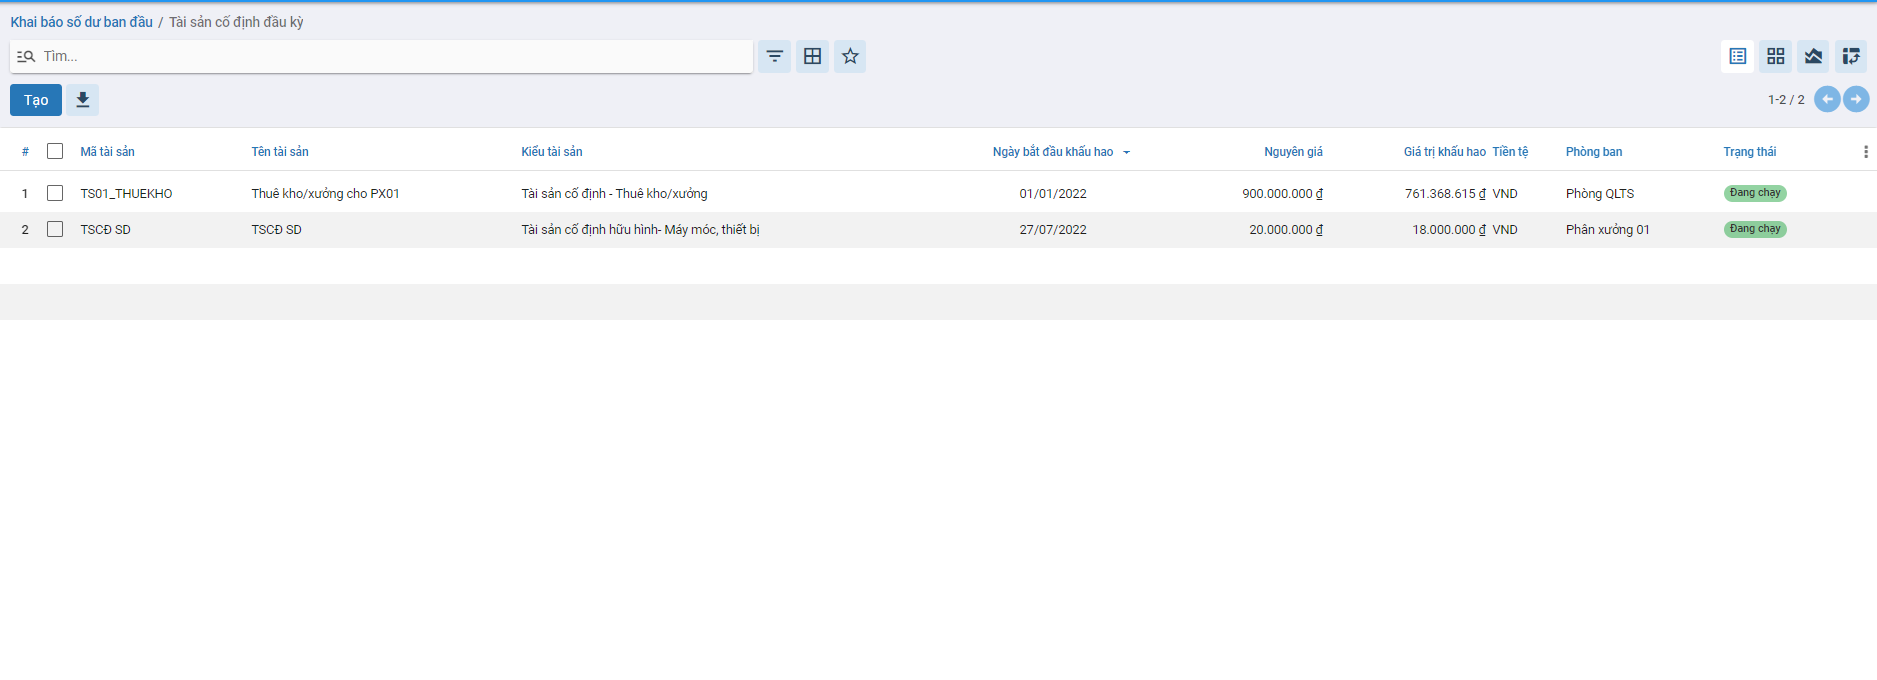 Khai báo số dư ban đầu / Tài sản cố định đầu kỳ
Tìm...
Tạo
1-2 / 2
# Mã tài sản Tên tài sản Kiểu tài sản Ngày bắt đầu khấu hao Nguyên giá Giá trị khấu hao Tiền tệ Phòng ban Trạng thái
1 TS01_THUEKHO Thuê kho/xưởng cho PX01 Tài sản cố định - Thuê kho/xưởng 01/01/2022 900.000.000 ₫ 761.368.615 ₫ VND Phòng QLTS Đang chạy
2 TSCĐ SD TSCĐ SD Tài sản cố định hữu hình- Máy móc, thiết bị 27/07/2022 20.000.000 ₫ 18.000.000 ₫ VND Phân xưởng 01 Đang chạy